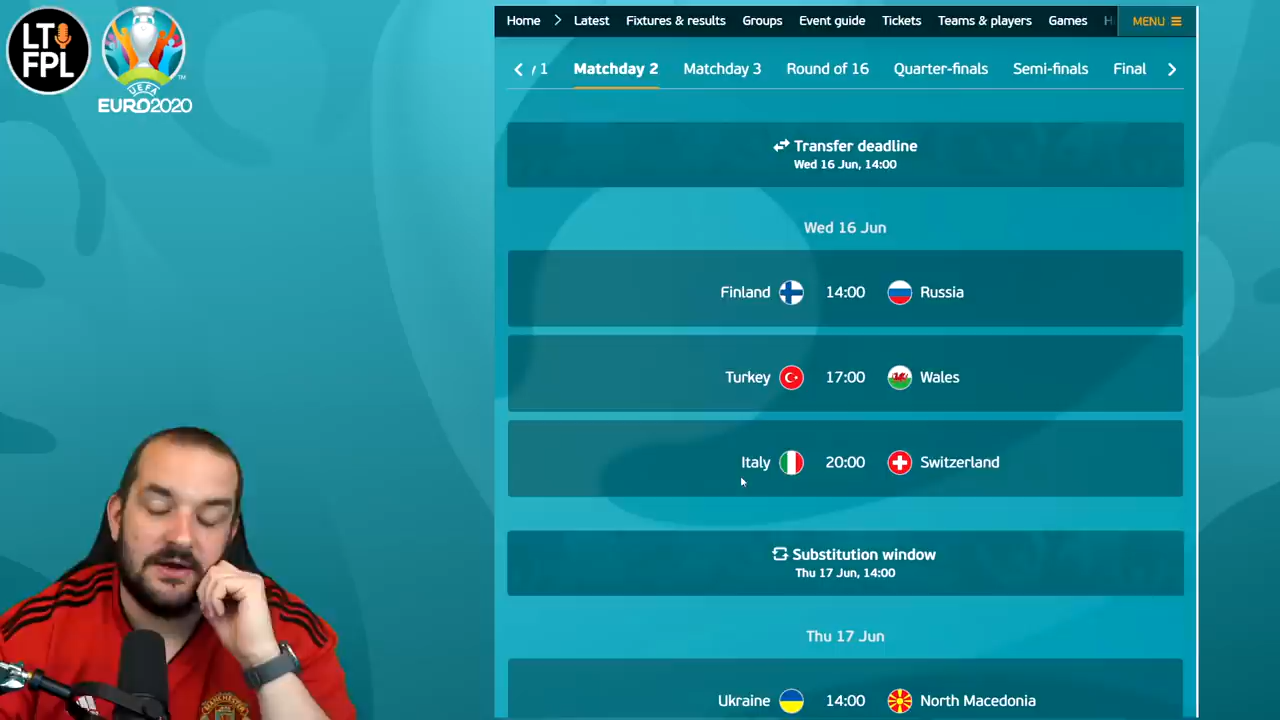 LT
FPL
UEFA
EURO2020
Home
Latest
Fixtures & results
Groups
Event guide
Tickets
Teams & players
Games
H
MENU
/ 1
Matchday 2
Matchday 3
Round of 16
Quarter-finals
Semi-finals
Final
Transfer deadline
Wed 16 Jun, 14:00
Wed 16 Jun
Finland 14:00 Russia
Turkey 17:00 Wales
Italy 20:00 Switzerland
Substitution window
Thu 17 Jun, 14:00
Thu 17 Jun
Ukraine 14:00 North Macedonia
MANCHESTER